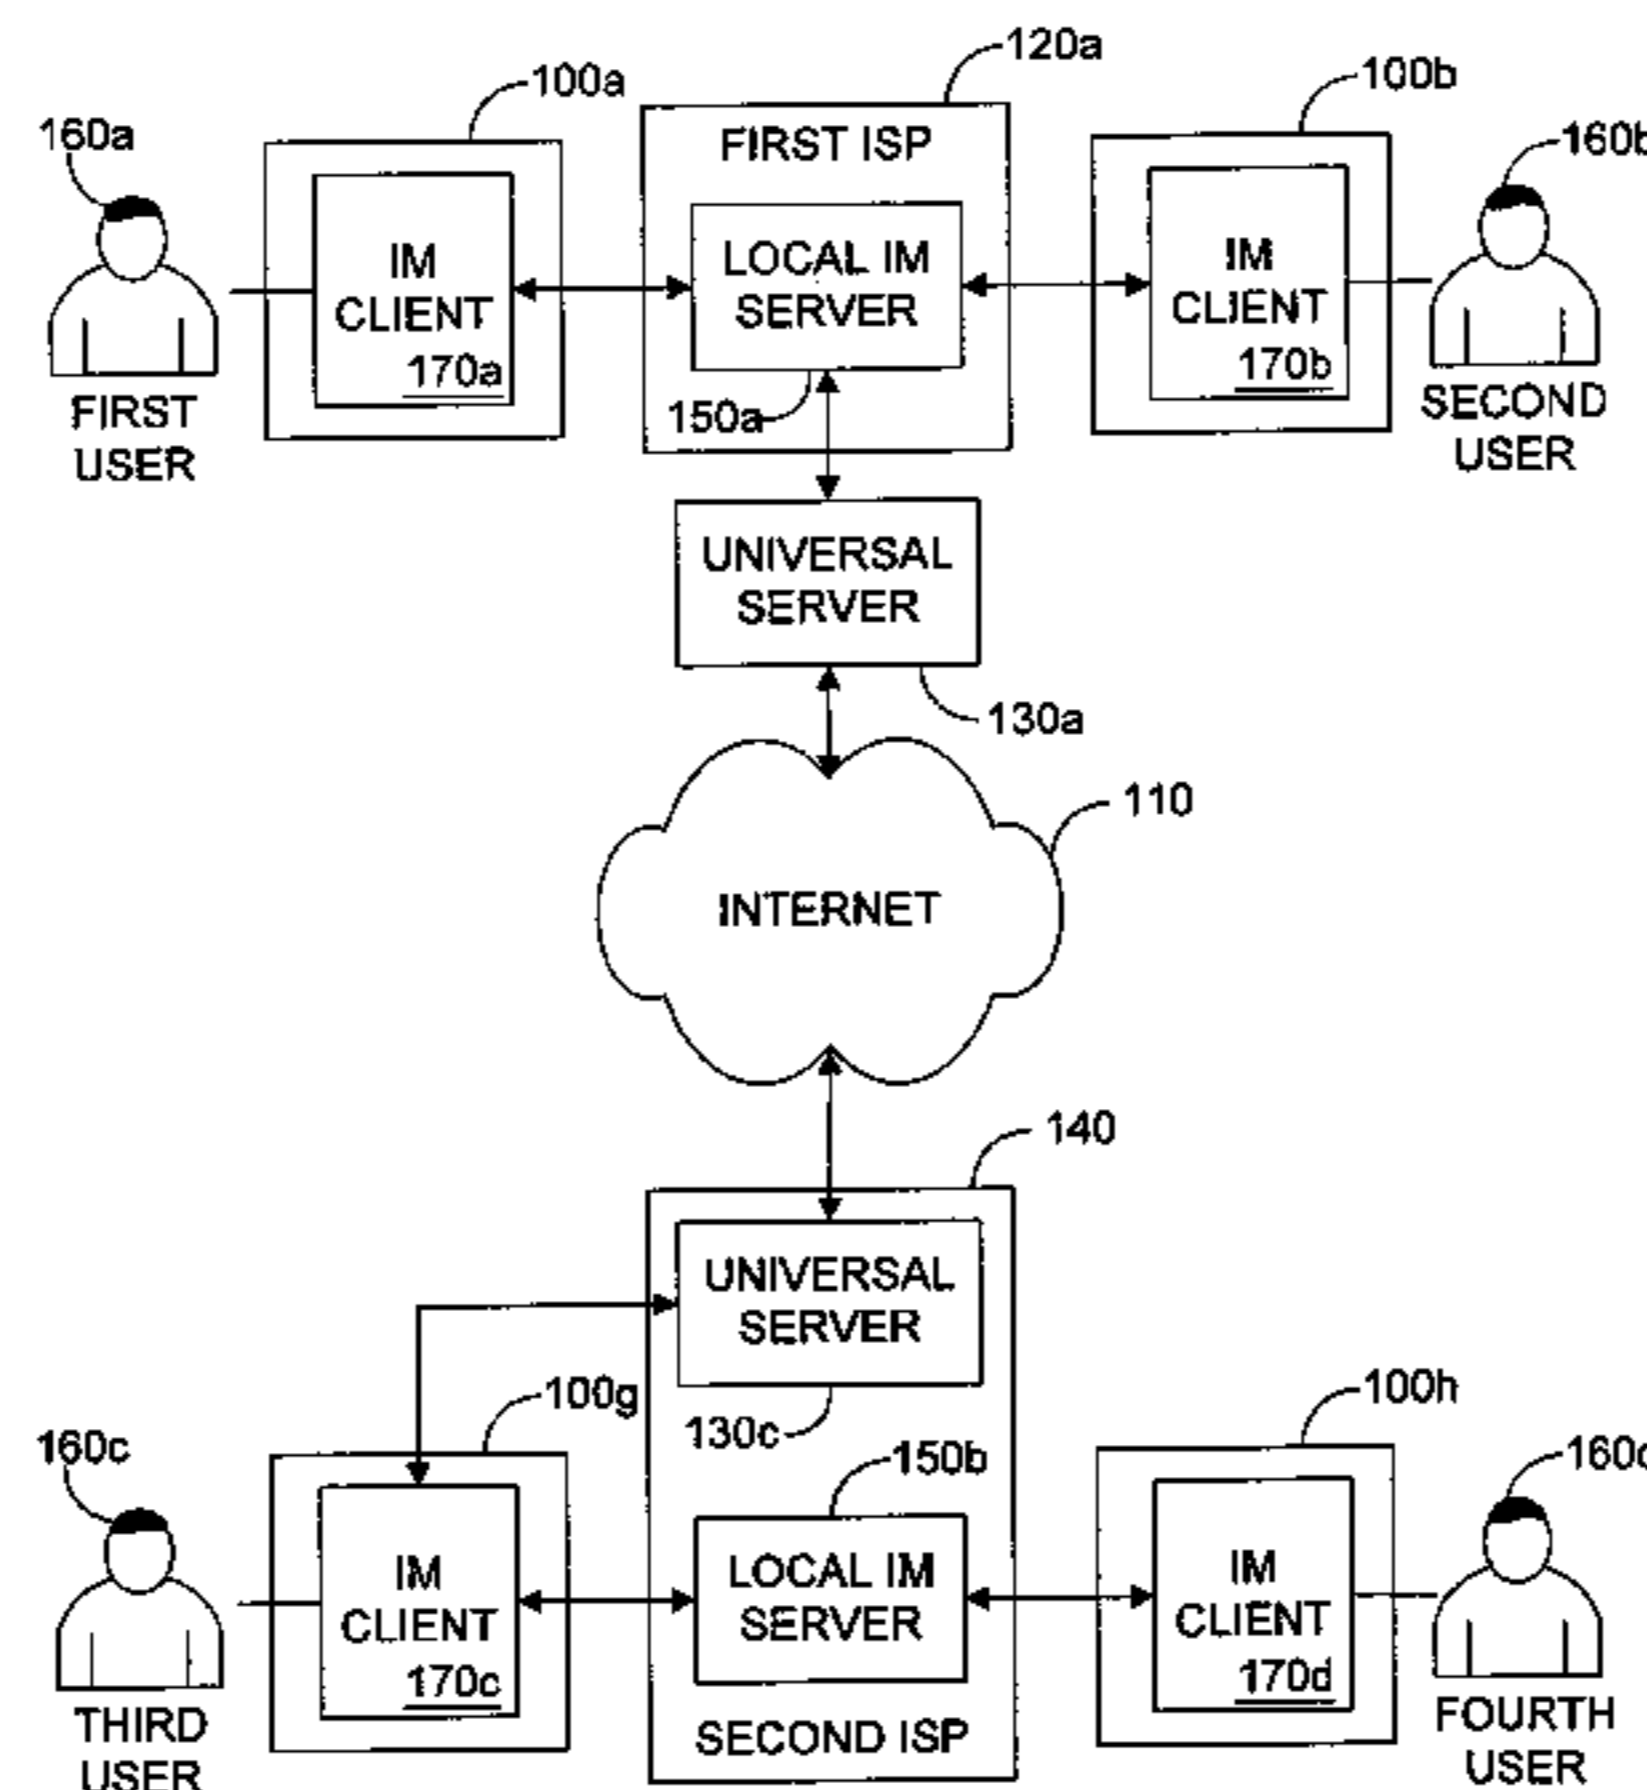 120a
100a
100b
160a
160b
FIRST ISP
LOCAL IM
SERVER
IM
CLIENT
170a
IM
CLIENT
170b
150a
FIRST
USER
SECOND
USER
UNIVERSAL
SERVER
130a
110
INTERNET
140
UNIVERSAL
SERVER
130c
100g
100h
160c
150b
IM
CLIENT
170c
LOCAL IM
SERVER
IM
CLIENT
170d
THIRD
USER
SECOND ISP
FOURTH
USER